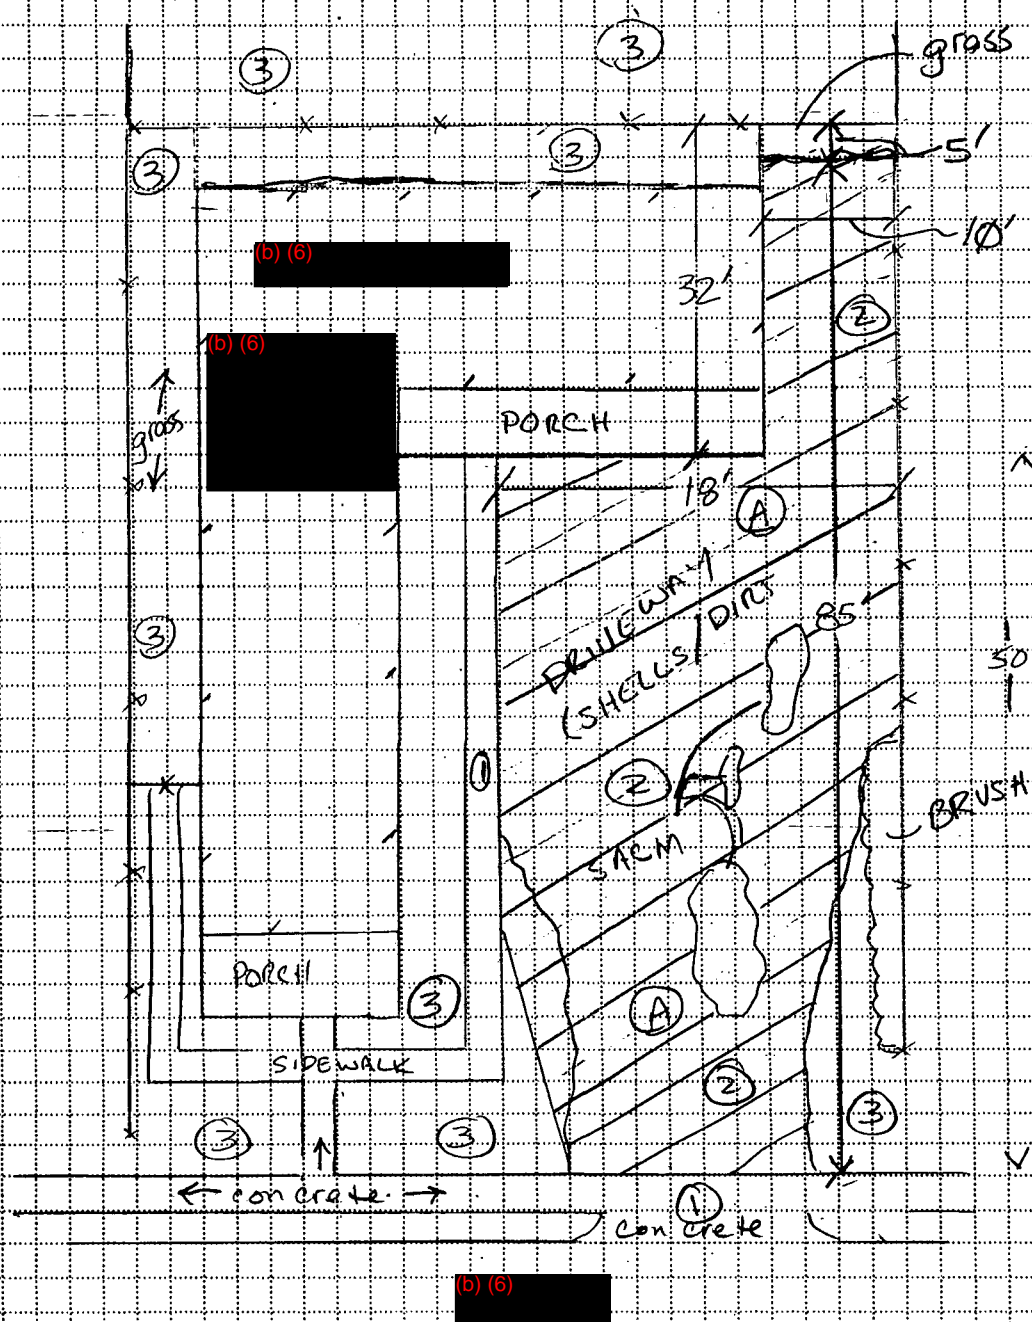 3
3
grass
3
3
5'
10'
(b) (6)
32'
2
(b) (6)
PORCH
grass
18'
A
DRIVEWAY
(SHELLS/DIRT
85
3
50
1
2
BRUSH
SACM
PORCH
3
A
SIDEWALK
2
3
3
3
concrete
1
concrete
(b) (6)